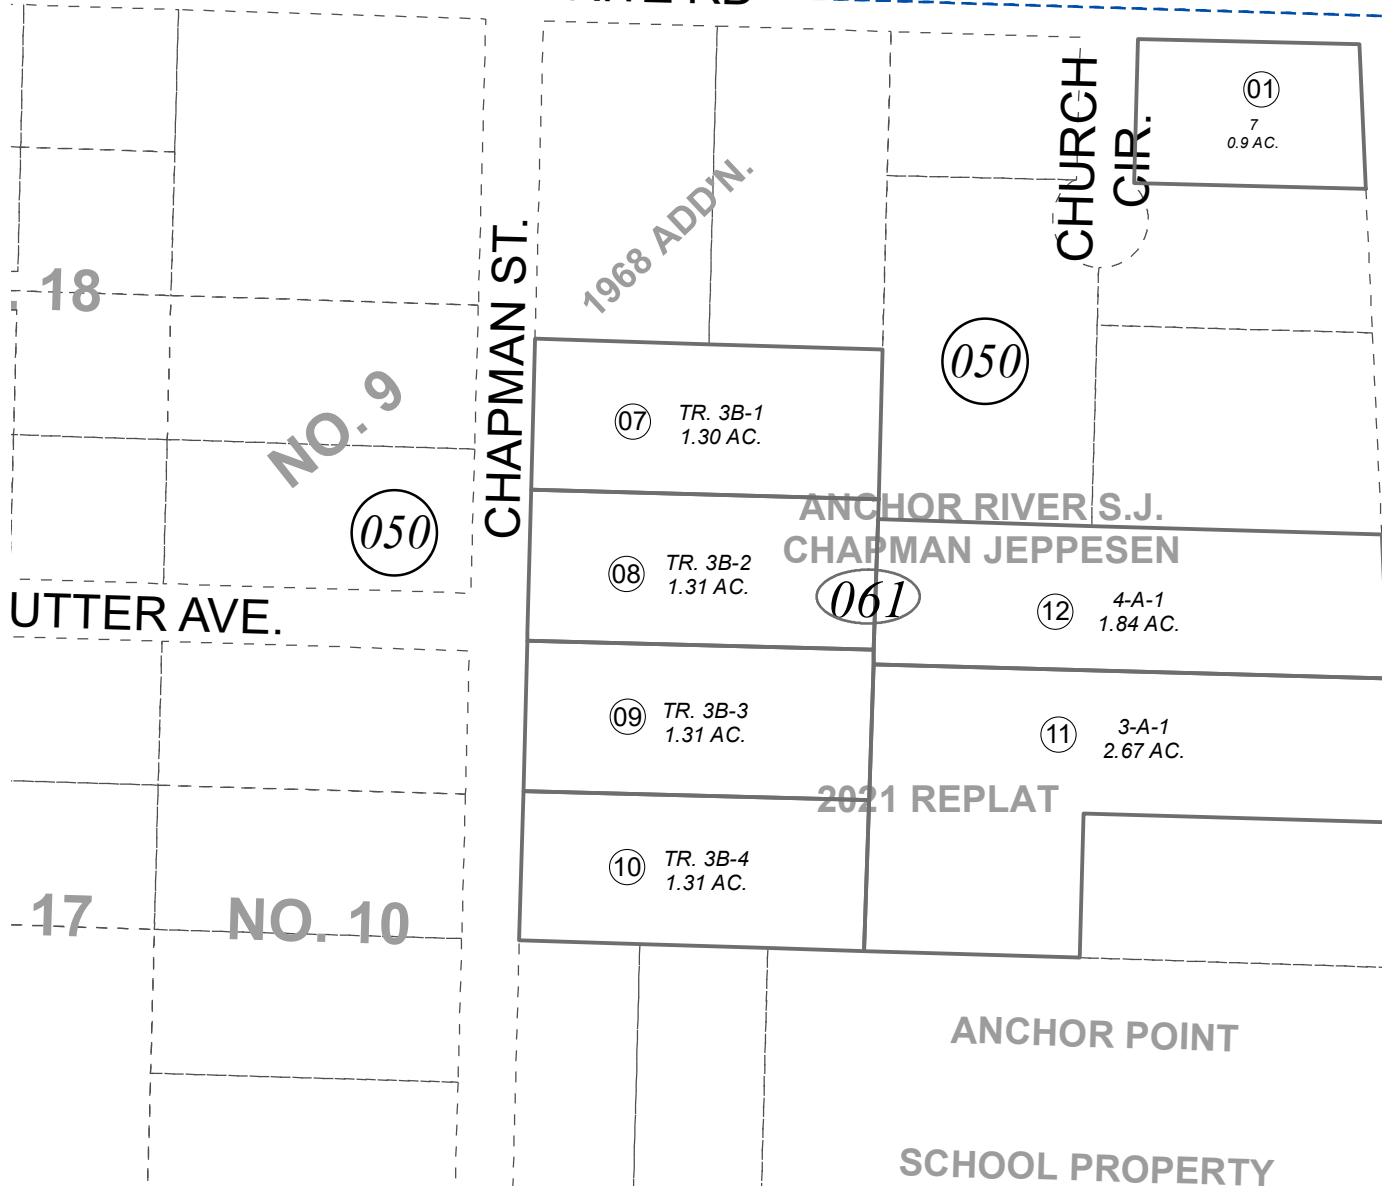 CHURCH
CIR.
01
7
0.9 AC.
1968 ADD'N.
. 18
CHAPMAN ST.
050
NO. 9
07
TR. 3B-1
1.30 AC.
050
ANCHOR RIVER S.J.
CHAPMAN JEPPESEN
08
TR. 3B-2
1.31 AC.
061
12
4-A-1
1.84 AC.
UTTER AVE.
09
TR. 3B-3
1.31 AC.
11
3-A-1
2.67 AC.
2021 REPLAT
10
TR. 3B-4
1.31 AC.
17
NO. 10
ANCHOR POINT
SCHOOL PROPERTY